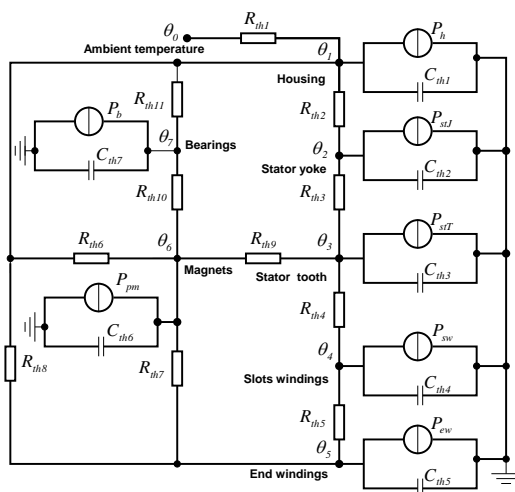 θ0
Rth1
Ph
Ambient temperature
θ1
Housing
Cth1
Rth11
Rth2
Pb
θ7
Bearings
PstJ
θ2
Stator yoke
Cth7
Cth2
Rth10
Rth3
θ6
θ3
PstT
Rth6
Rth9
Magnets
Stator tooth
Cth3
Ppm
Rth4
Cth6
θ4
Psw
Rth8
Rth7
Slots windings
Cth4
Rth5
Pew
θ5
End windings
Cth5